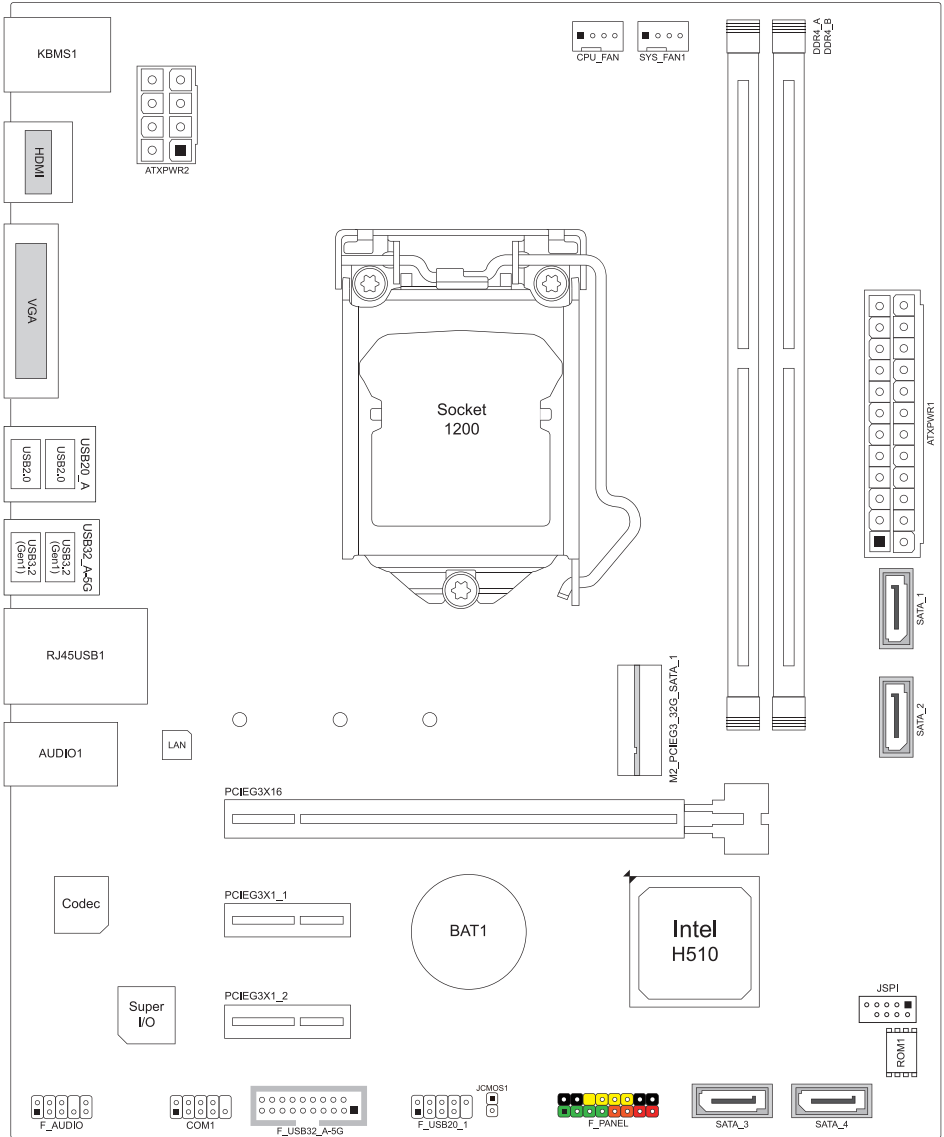 KBMS1
CPU_FAN
SYS_FAN1
DDR4_A
DDR4_B
HDMI
ATXPWR2
VGA
ATXPWR1
Socket
1200
USB20_A
USB2.0
USB2.0
USB32_A-5G
USB3.2
(Gen1)
USB3.2
(Gen1)
SATA_1
RJ45USB1
M2_PCIEG3_32G_SATA_1
SATA_2
AUDIO1
LAN
PCIEG3X16
PCIEG3X1_1
Codec
BAT1
Intel
H510
PCIEG3X1_2
Super
I/O
JSPI
ROM1
JCMOS1
F_AUDIO
COM1
F_USB32_A-5G
F_USB20_1
F_PANEL
SATA_3
SATA_4